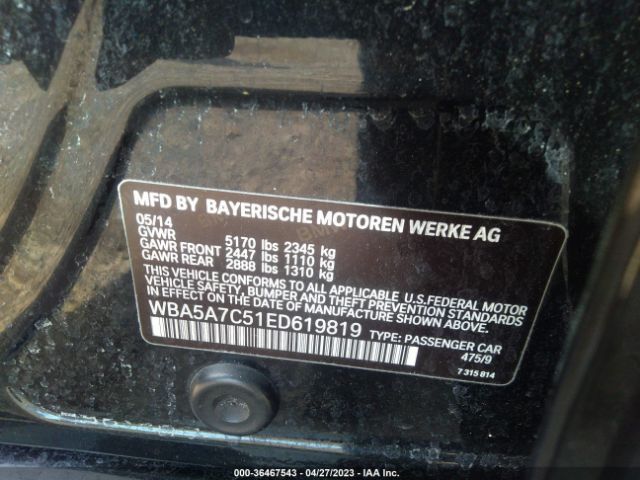 MFD BY BAYERISCHE MOTOREN WERKE AG
05/14
GVWR 5170 lbs 2345 kg
GAWR FRONT 2447 lbs 1110 kg
GAWR REAR 2888 lbs 1310 kg
THIS VEHICLE CONFORMS TO ALL APPLICABLE U.S.FEDERAL MOTOR
VEHICLE SAFETY, BUMPER AND THEFT PREVENTION STANDARDS
IN EFFECT ON THE DATE OF MANUFACTURE SHOWN ABOVE.
WBA5A7C51ED619819 TYPE: PASSENGER CAR
475/9
7 315 814
000-36467543 / 04/27/2023 - IAA Inc.